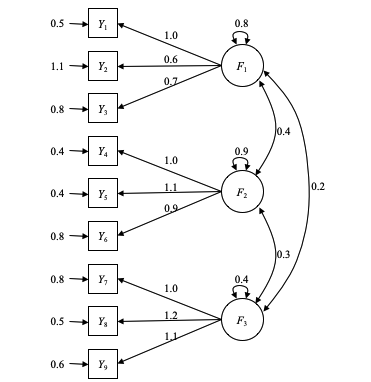 0.8
0.5 Y₁ 1.0
1.1 Y₂ 0.6 F₁
0.8 Y₃ 0.7
0.4
0.4 Y₄ 0.9
1.0
0.2
0.4 Y₅ 1.1 F₂
0.8 Y₆ 0.9
0.3
0.8 Y₇ 0.4
1.0
0.5 Y₈ 1.2 F₃
1.1
0.6 Y₉